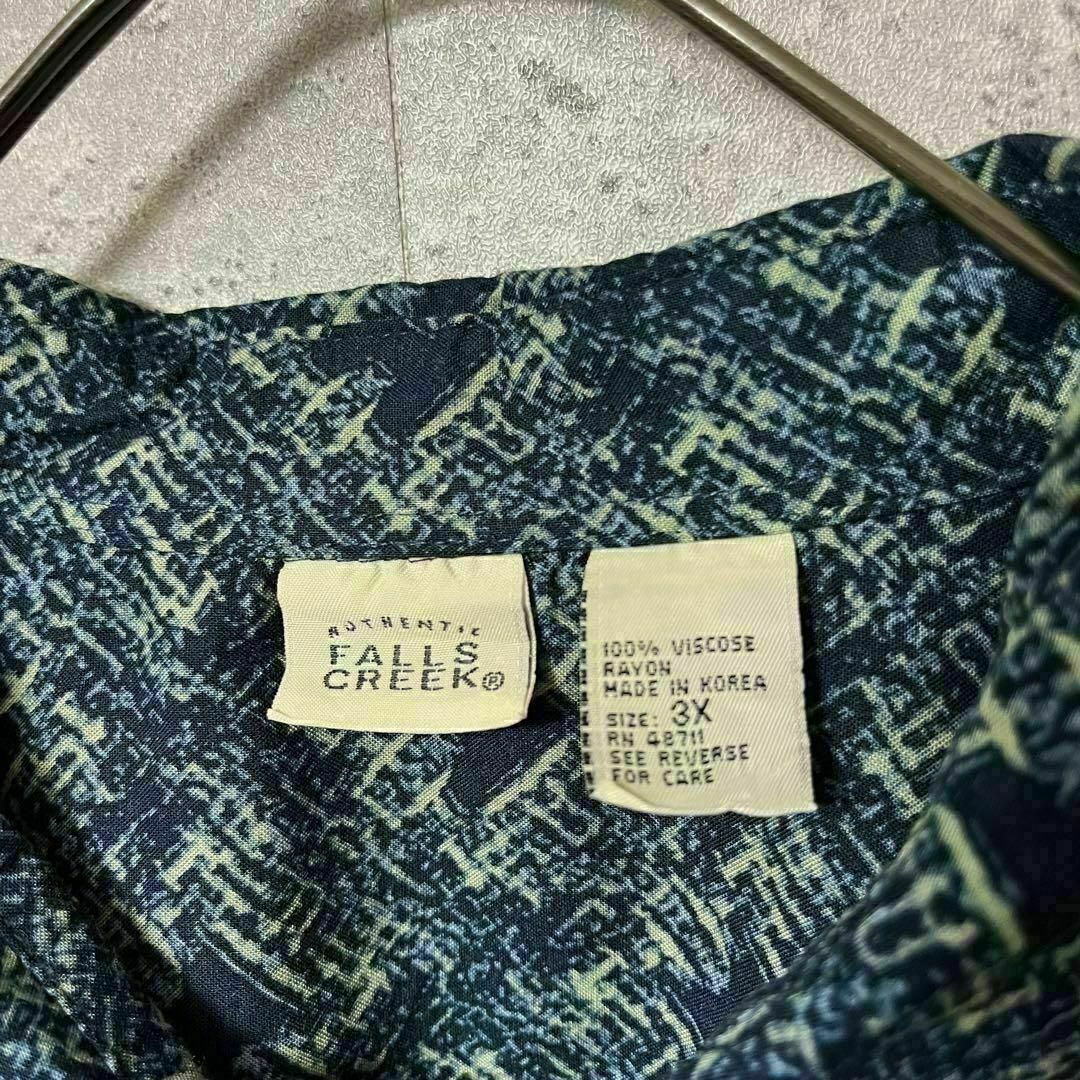 AUTHENTIC
FALLS
CREEK®
100% VISCOSE
RAYON
MADE IN KOREA
SIZE: 3X
RN 48711
SEE REVERSE
FOR CARE